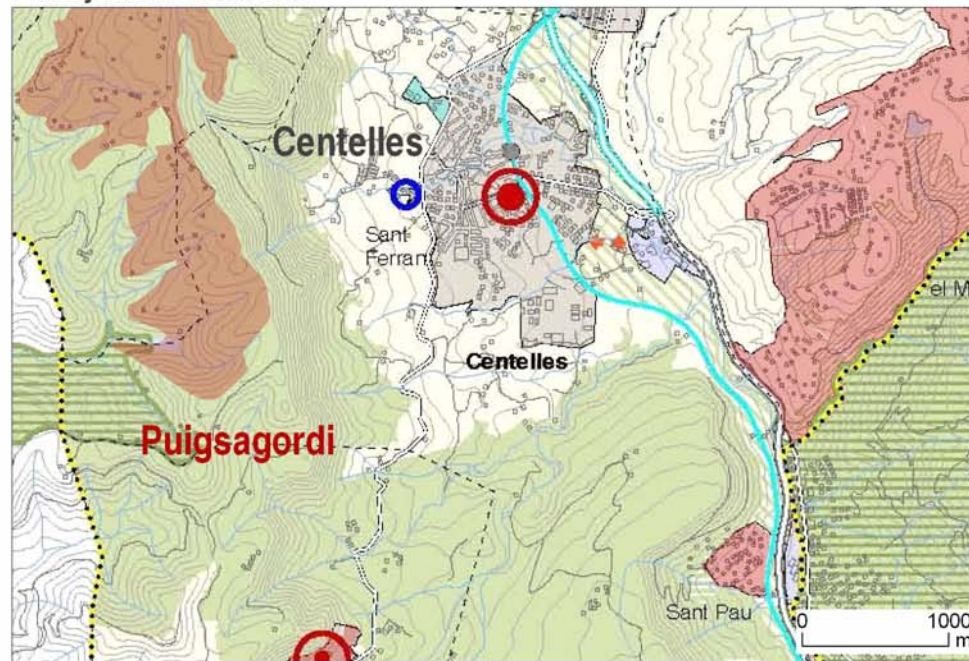 Centelles
Sant
Ferran
el M
Centelles
Puigsagordi
Sant Pau
0 1000
m